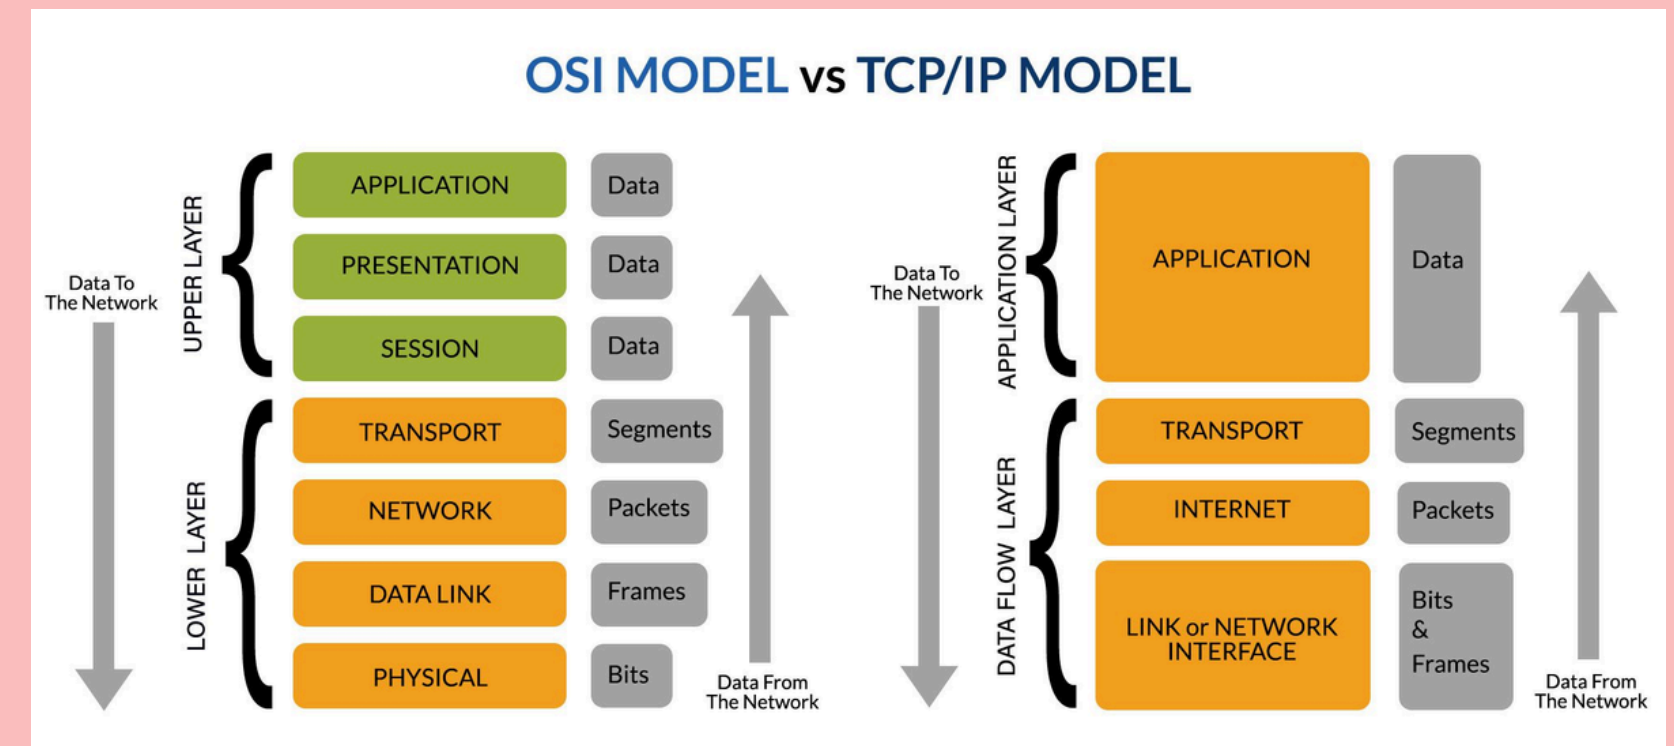 OSI MODEL vs TCP/IP MODEL
Data To
The Network
UPPER LAYER
APPLICATION
Data
PRESENTATION
Data
SESSION
Data
LOWER LAYER
TRANSPORT
Segments
NETWORK
Packets
DATA LINK
Frames
PHYSICAL
Bits
Data From
The Network
Data To
The Network
APPLICATION LAYER
APPLICATION
Data
DATA FLOW LAYER
TRANSPORT
Segments
INTERNET
Packets
LINK or NETWORK
INTERFACE
Bits
&
Frames
Data From
The Network